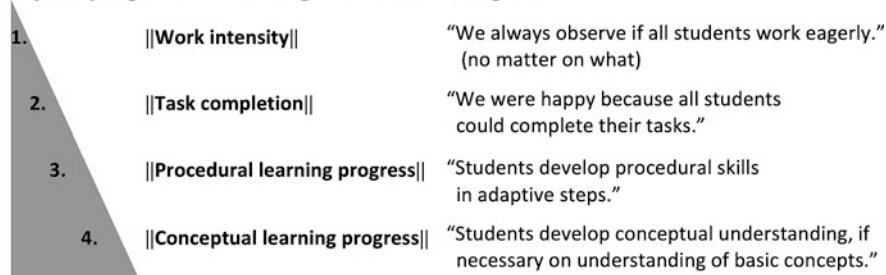 1. ||Work intensity|| “We always observe if all students work eagerly.”
(no matter on what)
2. ||Task completion|| “We were happy because all students
could complete their tasks.”
3. ||Procedural learning progress|| “Students develop procedural skills
in adaptive steps.”
4. ||Conceptual learning progress|| “Students develop conceptual understanding, if
necessary on understanding of basic concepts.”